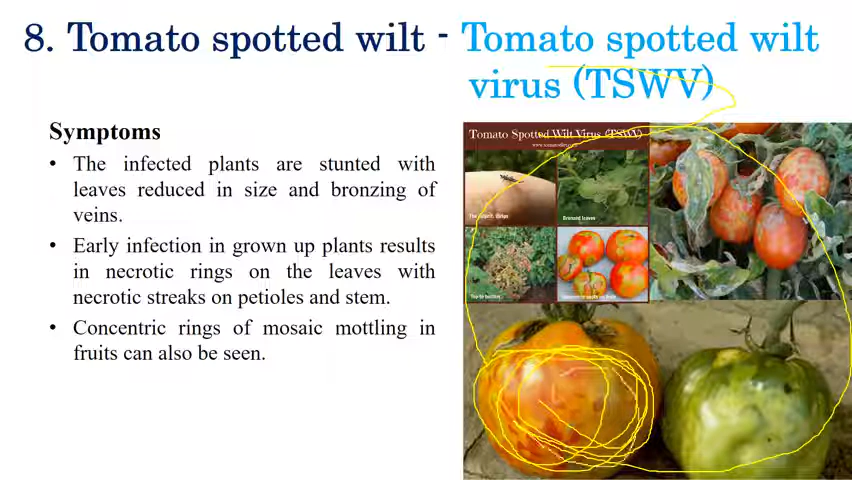 8. Tomato spotted wilt - Tomato spotted wilt
virus (TSWV)
Symptoms
• The infected plants are stunted with
leaves reduced in size and bronzing of
veins.
• Early infection in grown up plants results
in necrotic rings on the leaves with
necrotic streaks on petioles and stem.
• Concentric rings of mosaic mottling in
fruits can also be seen.
Tomato Spotted Wilt Virus (TSWV)
Bronzed leaves